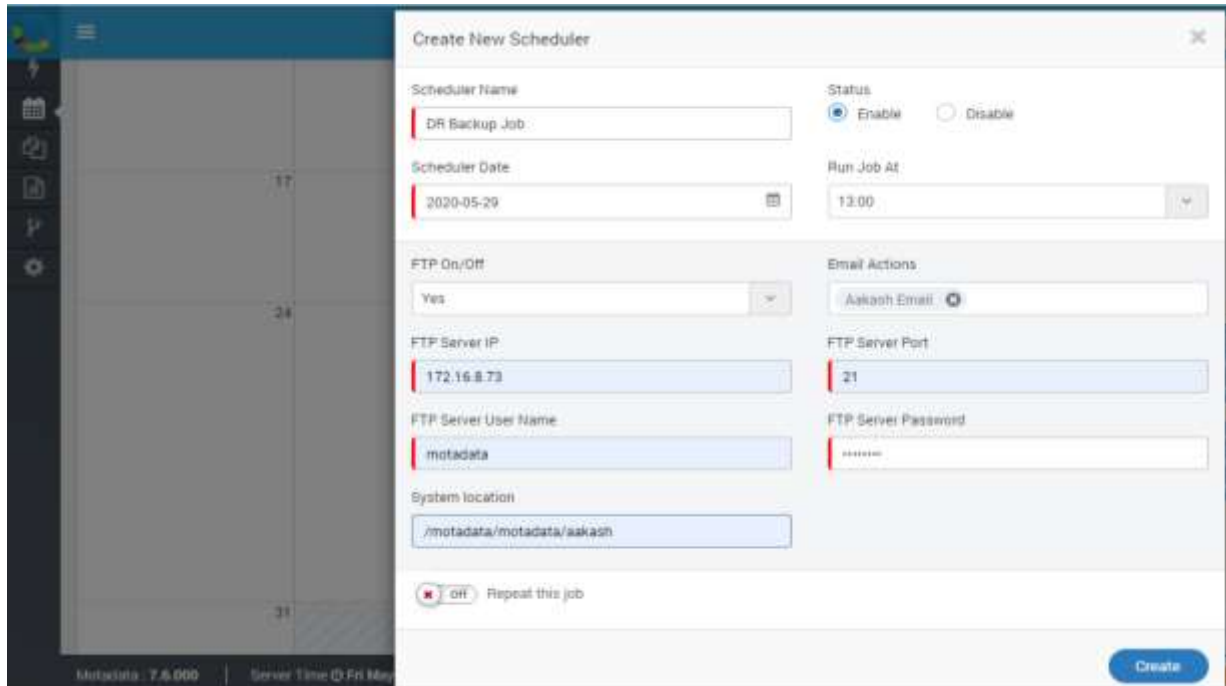 Create New Scheduler
Scheduler Name
Status
DR Backup Job
Enable
Disable
Scheduler Date
Run Job At
17
2020-05-29
13:00
FTP On/Off
Email Actions
Yes
Aakash Email
24
FTP Server IP
FTP Server Port
172.16.8.73
21
FTP Server User Name
FTP Server Password
motadata
System location
/motadata/motadata/aakash
Off
Repeat this job
31
Create
Motadata : 7.6.000 | Server Time Fri May